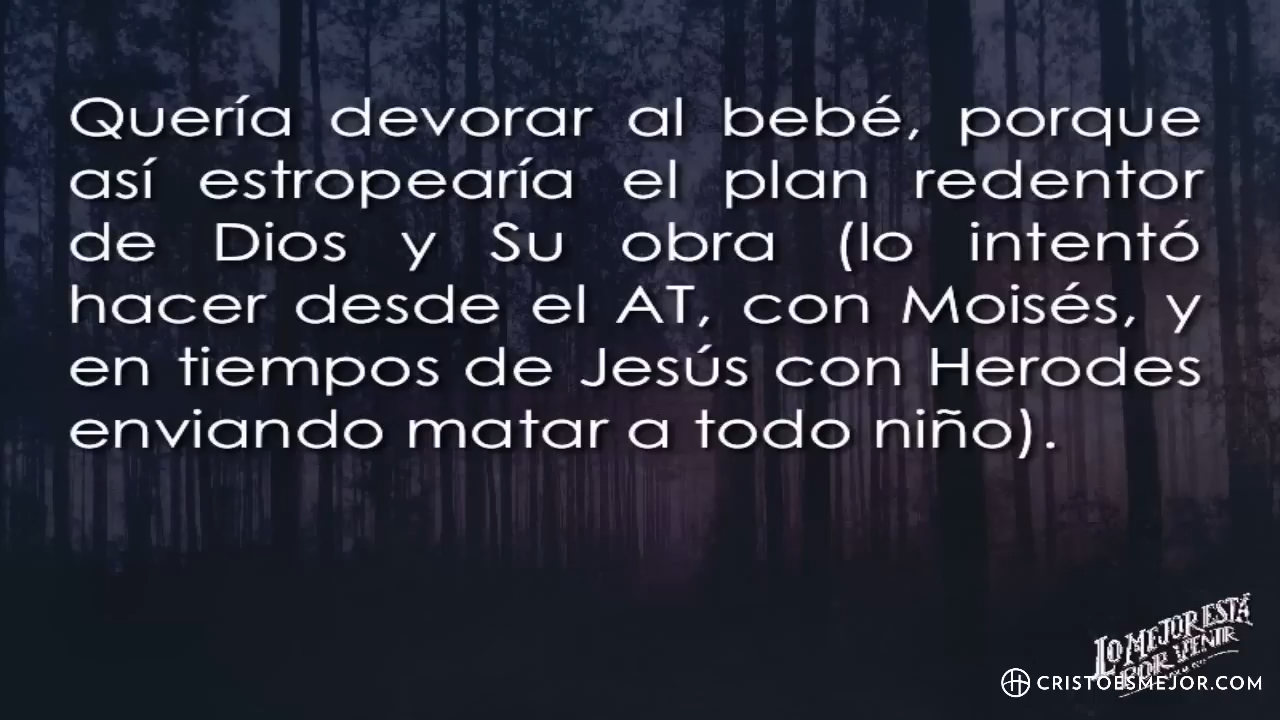 Quería devorar al bebé, porque
así estropearía el plan redentor
de Dios y Su obra (lo intentó
hacer desde el AT, con Moisés, y
en tiempos de Jesús con Herodes
enviando matar a todo niño).
LO MEJOR ESTÁ
POR VENIR
CRISTOESMEJOR.COM